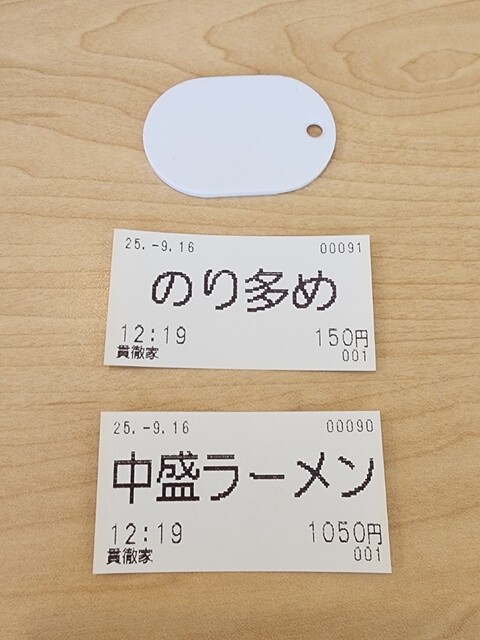 25.-9.16 00091
のり多め
12:19 150円
貫徹家 001
25.-9.16 00090
中盛ラーメン
12:19 1050円
貫徹家 001